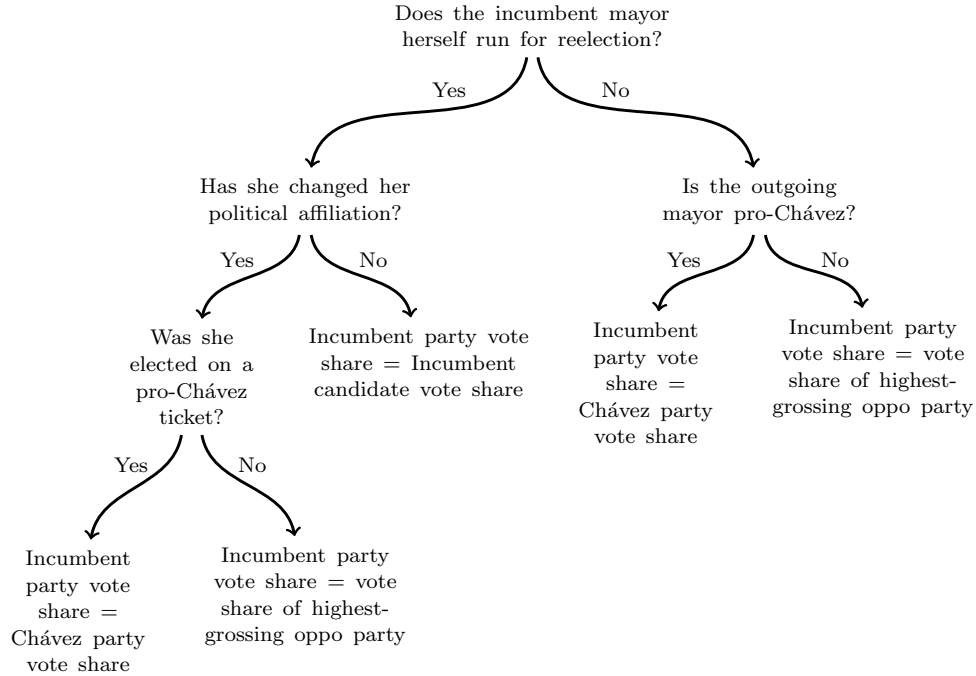 Does the incumbent mayor
herself run for reelection?
Yes
No
Has she changed her
political affiliation?
Is the outgoing
mayor pro-Chávez?
Yes
No
Yes
No
Was she
elected on a
pro-Chávez
ticket?
Incumbent party vote
share = Incumbent
candidate vote share
Incumbent
party vote
share =
Chávez party
vote share
Incumbent party
vote share = vote
share of highest-
grossing oppo party
Yes
No
Incumbent
party vote
share =
Chávez party
vote share
Incumbent party
vote share = vote
share of highest-
grossing oppo party